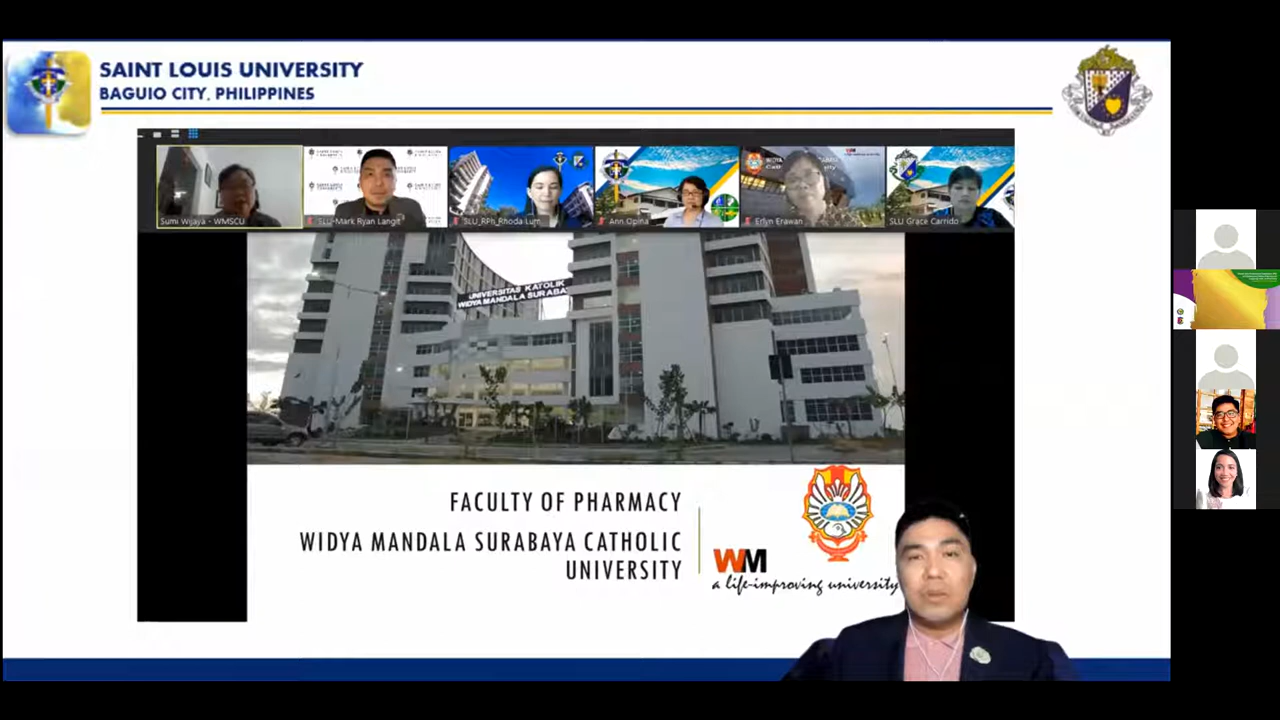 SAINT LOUIS UNIVERSITY
BAGUIO CITY, PHILIPPINES
Sumi Wijaya - WMSCU
SLU-Mark Ryan Langit
SLU_RPh_Rhoda Lum
Ann Opina
Erlyn Erawan
SLU Grace Carrido
UNIVERSITAS KATOLIK
WIDYA MANDALA SURABA
FACULTY OF PHARMACY
WIDYA MANDALA SURABAYA CATHOLIC
UNIVERSITY
WM
a life-improving university